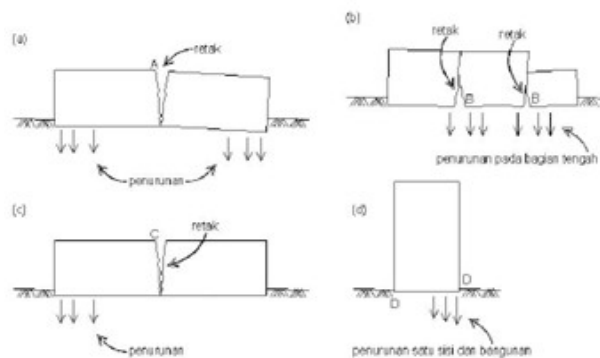 (a)
retak
A
penurunan
(b)
retak
retak
B
B
penurunan pada bagian tengah
(c)
C
retak
penurunan
(d)
D
D
penurunan satu sisi dari bangunan